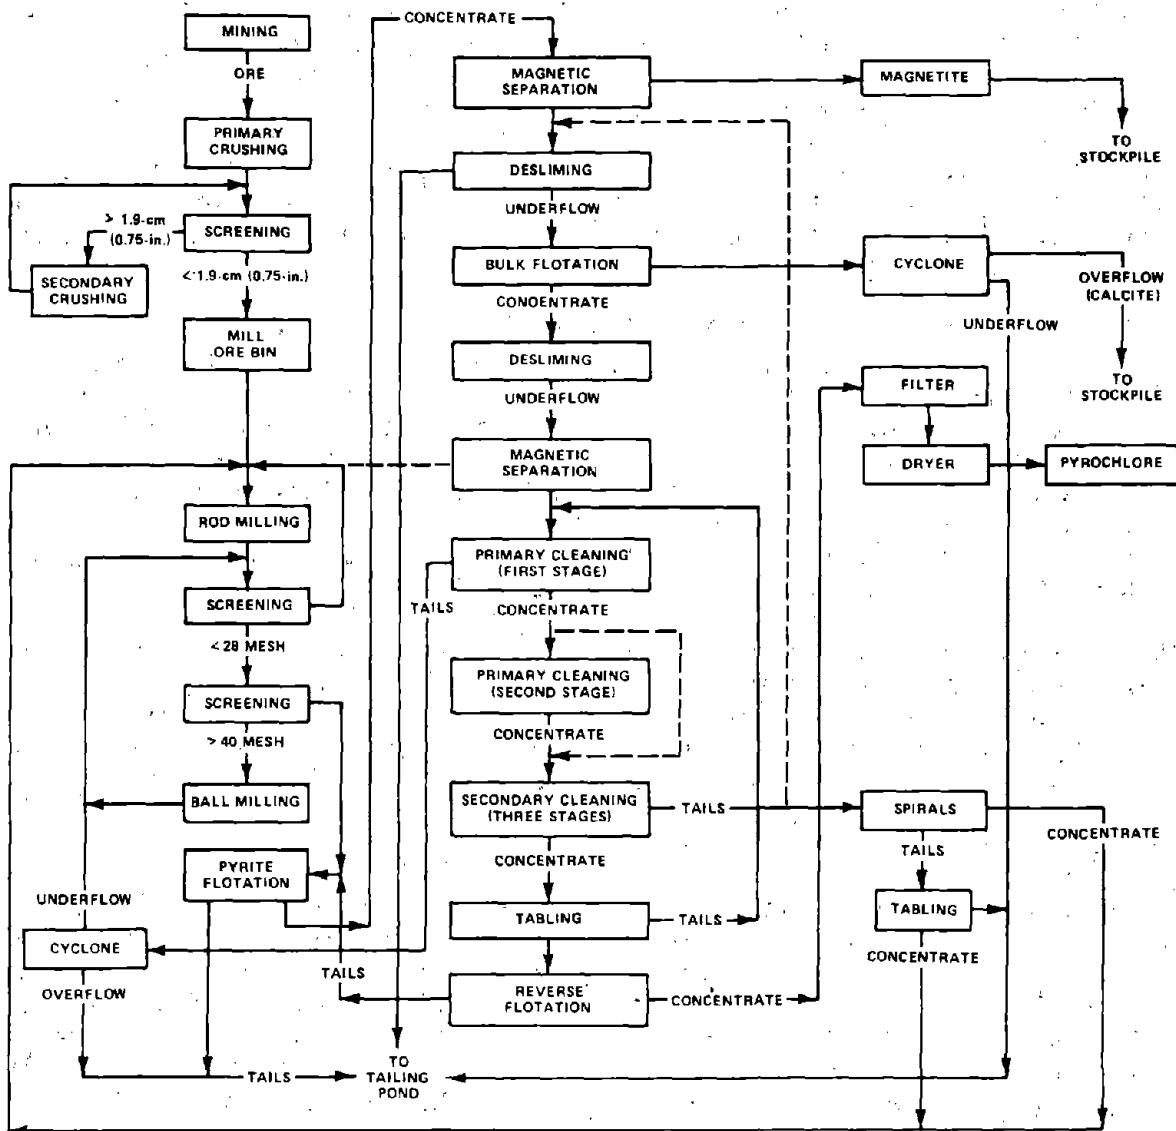 MINING
ORE
PRIMARY
CRUSHING
> 1.9-cm
(0.75-in.)
SCREENING
SECONDARY
CRUSHING
< 1.9-cm (0.75-in.)
MILL
ORE BIN
ROD MILLING
SCREENING
< 28 MESH
SCREENING
> 40 MESH
BALL MILLING
PYRITE
FLOTATION
UNDERFLOW
CYCLONE
OVERFLOW
TAILS
CONCENTRATE
MAGNETIC
SEPARATION
DESLIMING
UNDERFLOW
BULK FLOTATION
CONOENTRATE
DESLIMING
UNDERFLOW
MAGNETIC
SEPARATION
PRIMARY CLEANING
(FIRST STAGE)
TAILS
CONCENTRATE
PRIMARY CLEANING
(SECOND STAGE)
CONCENTRATE
SECONDARY CLEANING
(THREE STAGES)
TAILS
CONCENTRATE
TABLING
TAILS
REVERSE
FLOTATION
TAILS
CONCENTRATE
TO
TAILING
POND
MAGNETITE
TO
STOCKPILE
CYCLONE
OVERFLOW
(CALCITE)
UNDERFLOW
TO
STOCKPILE
FILTER
DRYER
PYROCHLORE
SPIRALS
CONCENTRATE
TAILS
TABLING
CONCENTRATE